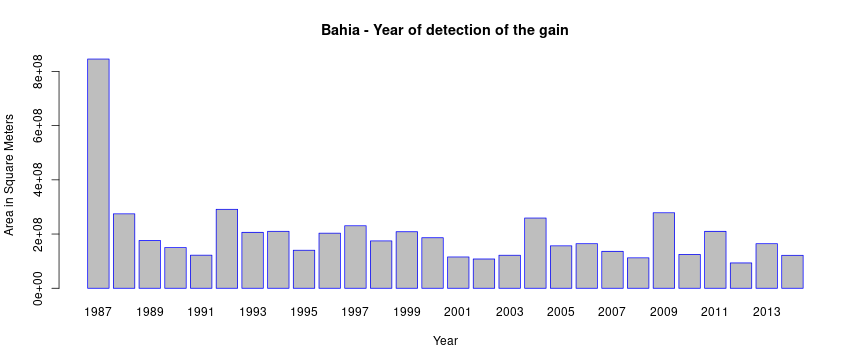 Bahia - Year of detection of the gain
Area in Square Meters
8e+08
6e+08
4e+08
2e+08
0e+00
1987 1989 1991 1993 1995 1997 1999 2001 2003 2005 2007 2009 2011 2013
Year